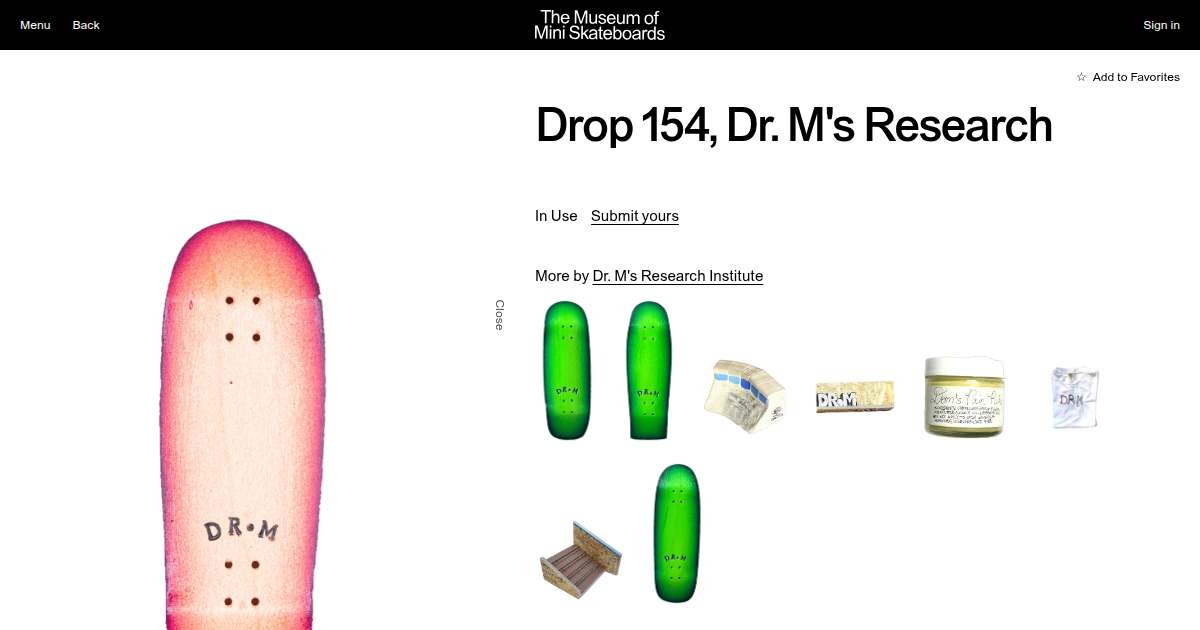 Menu
Back
The Museum of
Mini Skateboards
Sign in
☆ Add to Favorites
Drop 154, Dr. M's Research
In Use Submit yours
More by Dr. M's Research Institute
Close
DR•M
DR•M
DR•M
DR•M
DRM
DR•M